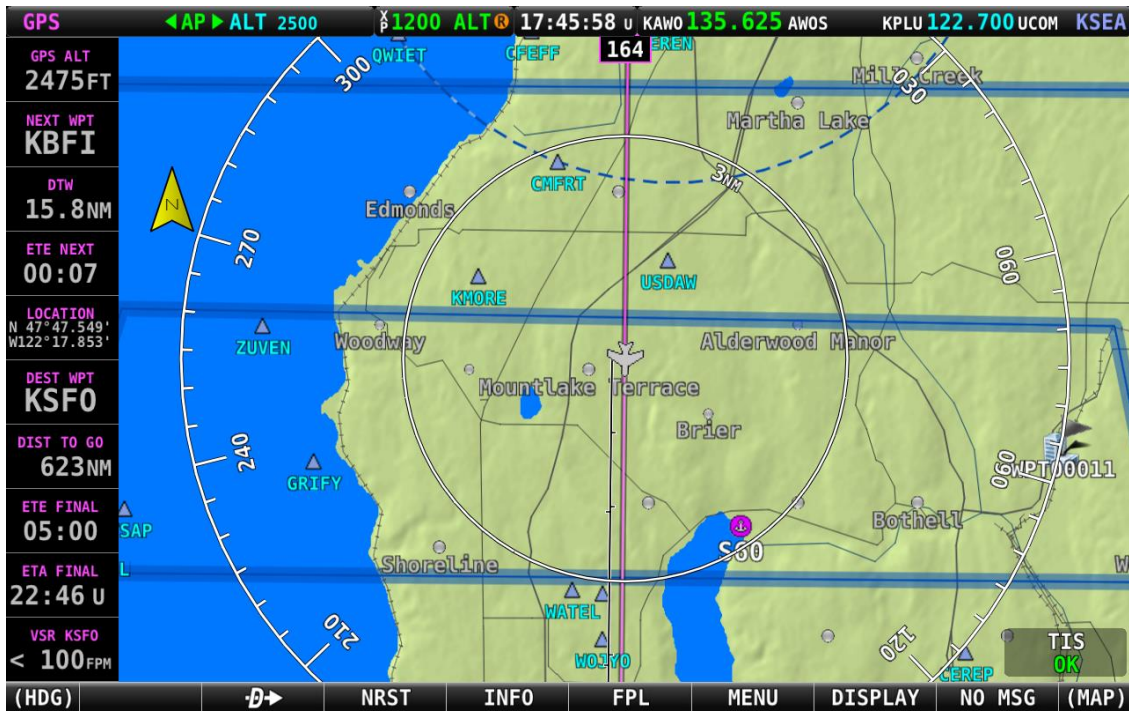 GPS
AP ALT 2500
XP 1200 ALT R
17:45:58 U
KAWO 135.625 AWOS
KPLU 122.700 UCOM
KSEA
GPS ALT
2475FT
NEXT WPT
KBFI
DTW
15.8NM
ETE NEXT
00:07
LOCATION
N 47°47.549'
W122°17.853'
DEST WPT
KSFO
DIST TO GO
623NM
ETE FINAL
05:00
ETA FINAL
22:46 U
VSR KSFO
< 100FPM
164
QWIET
CFEFF
EREN
300
030
Mill Creek
Martha Lake
3NM
CMFRT
N
Edmonds
270
060
KMORE
USDAW
ZUVEN
Woodway
Alderwood Manor
Mountlake Terrace
Brier
240
GRIFY
090
WPT00011
SAP
Bothell
S60
Shoreline
L
W
WATEL
210
120
WOJYO
CEREP
TIS
OK
(HDG)
D
NRST
INFO
FPL
MENU
DISPLAY
NO MSG
(MAP)